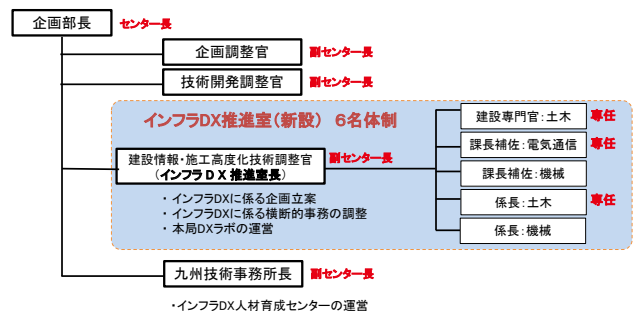 企画部長 センター長
企画調整官 副センター長
技術開発調整官 副センター長
インフラDX推進室(新設) 6名体制
建設情報・施工高度化技術調整官 副センター長
(インフラDX推進室長)
・インフラDXに係る企画立案
・インフラDXに係る横断的事務の調整
・本局DXラボの運営
建設専門官:土木 専任
課長補佐:電気通信 専任
課長補佐:機械
係長:土木 専任
係長:機械
九州技術事務所長 副センター長
・インフラDX人材育成センターの運営